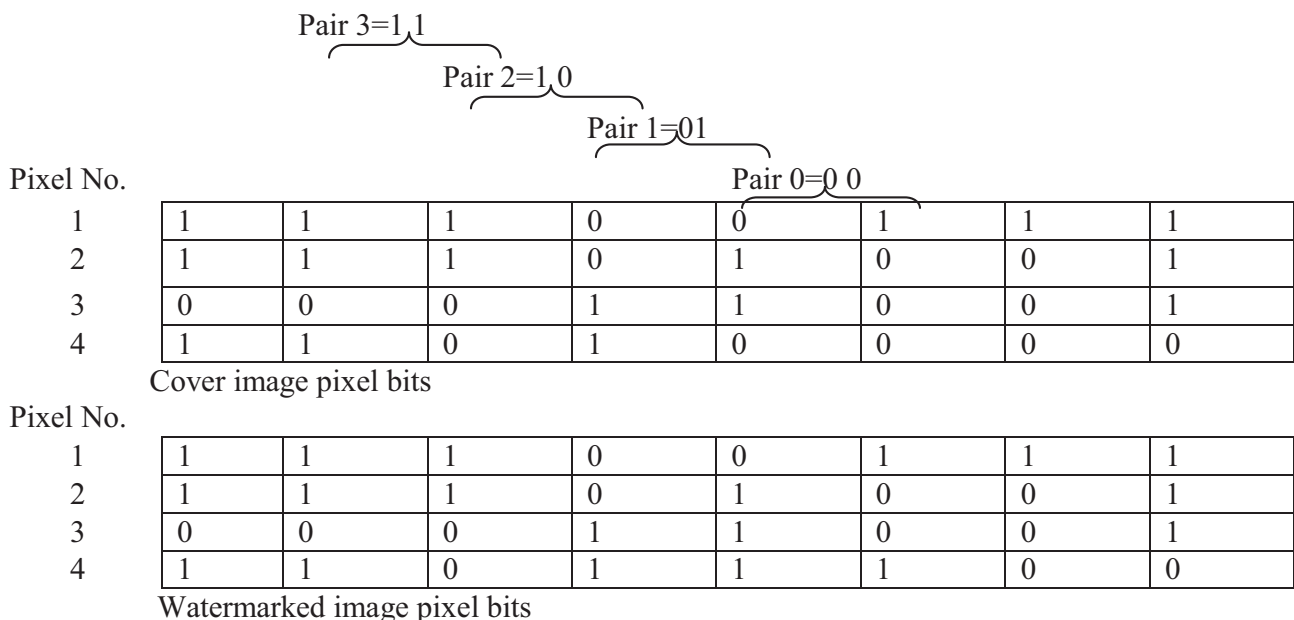 Pair 3=1 1
Pair 2=1 0
Pair 1=01
Pixel No.
Pair 0=0 0
1 1 1 1 0 0 1 1 1
2 1 1 1 0 1 0 0 1
3 0 0 0 1 1 0 0 1
4 1 1 0 1 0 0 0 0
Cover image pixel bits
Pixel No.
1 1 1 1 0 0 1 1 1
2 1 1 1 0 1 0 0 1
3 0 0 0 1 1 0 0 1
4 1 1 0 1 1 1 0 0
Watermarked image pixel bits